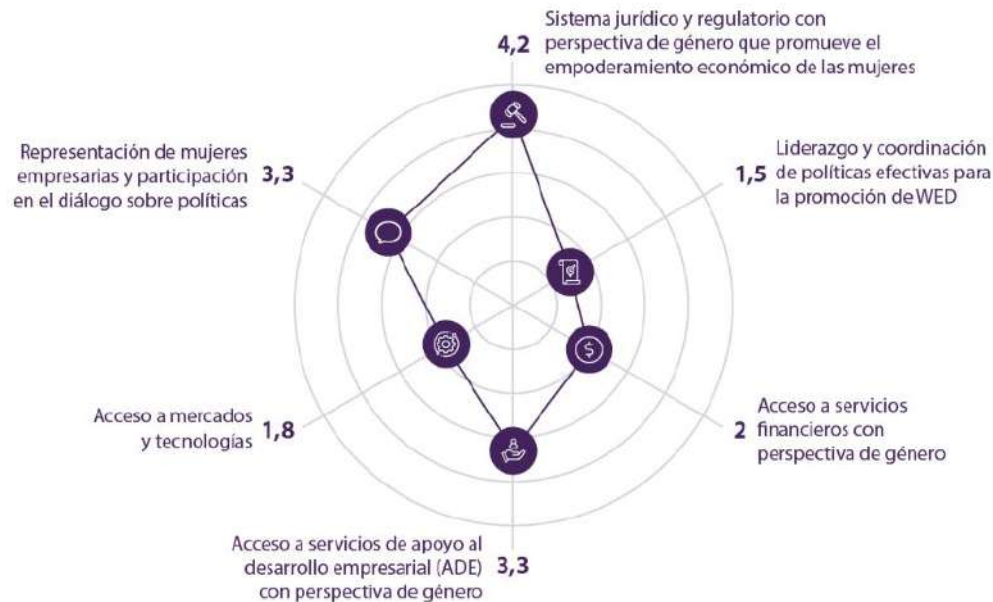 4,2
Sistema jurídico y regulatorio con
perspectiva de género que promueve el
empoderamiento económico de las mujeres
1,5
Liderazgo y coordinación
de políticas efectivas para
la promoción de WED
2
Acceso a servicios
financieros con
perspectiva de género
Acceso a servicios de apoyo al
desarrollo empresarial (ADE)
con perspectiva de género
3,3
Acceso a mercados
y tecnologías
1,8
Representación de mujeres
empresarias y participación
en el diálogo sobre políticas
3,3
$